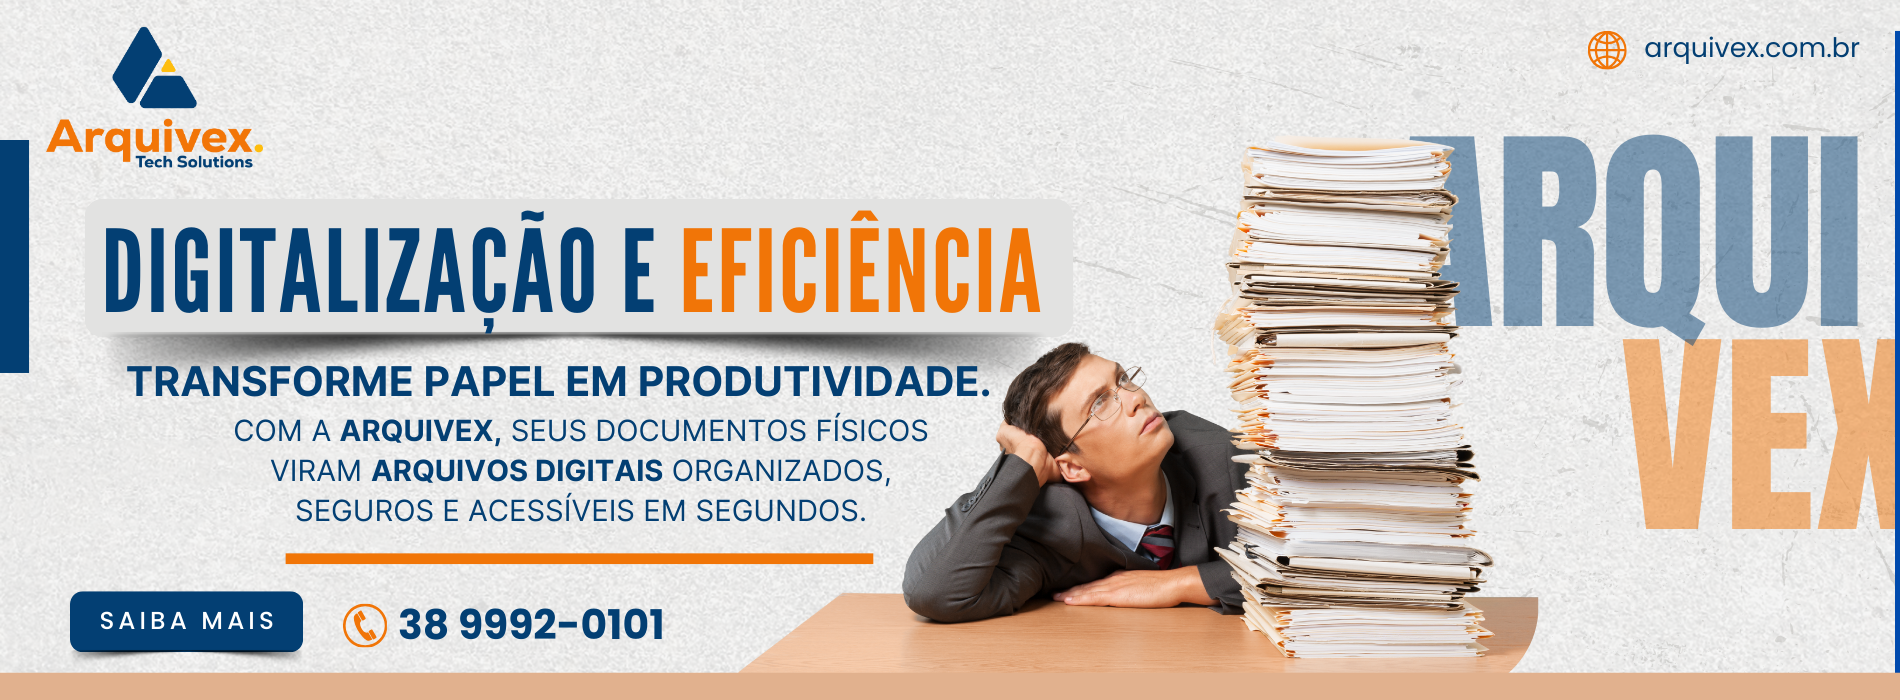 Arquivex.
Tech Solutions
arquivex.com.br
DIGITALIZAÇÃO E EFICIÊNCIA
TRANSFORME PAPEL EM PRODUTIVIDADE.
COM A ARQUIVEX, SEUS DOCUMENTOS FÍSICOS
VIRAM ARQUIVOS DIGITAIS ORGANIZADOS,
SEGUROS E ACESSÍVEIS EM SEGUNDOS.
SAIBA MAIS
38 9992-0101
ARQUI
VEX